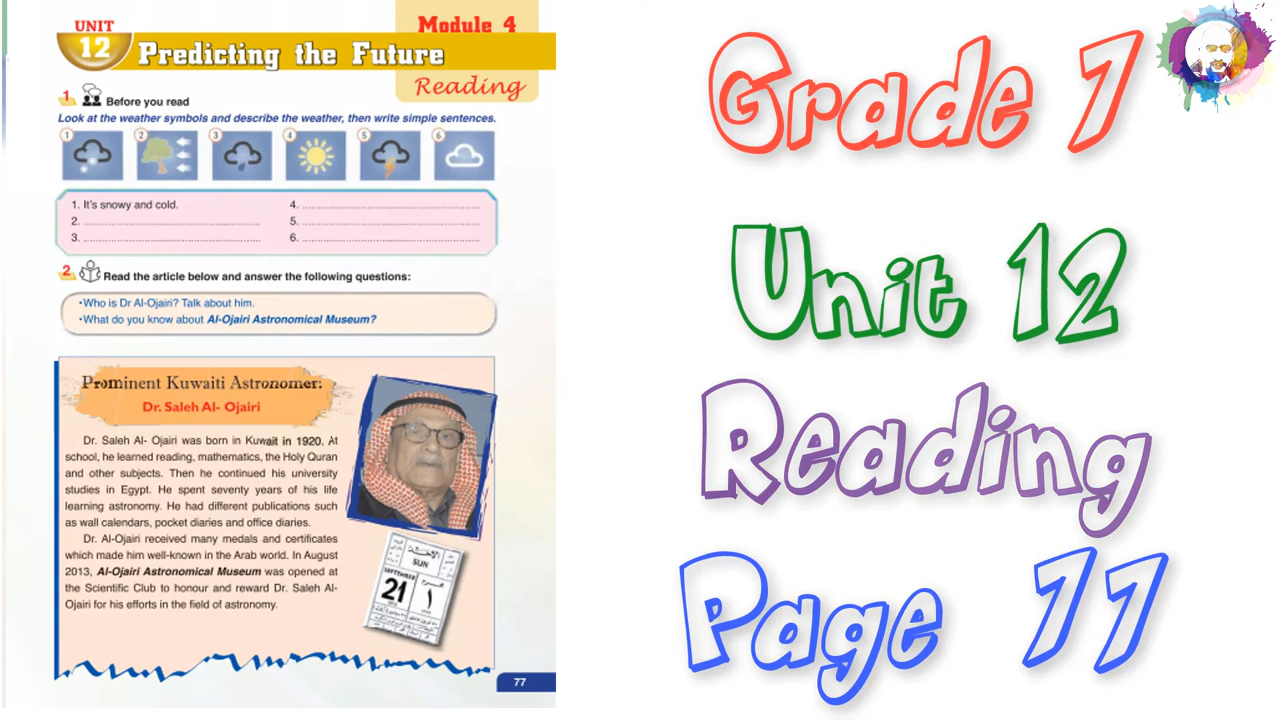 UNIT
12
Module 4
Predicting the Future
Reading
1 Before you read
Look at the weather symbols and describe the weather, then write simple sentences.
1 2 3 4 5 6
1. It's snowy and cold.
2. ........................................
3. ........................................
4. ........................................
5. ........................................
6. ........................................
2 Read the article below and answer the following questions:
•Who is Dr Al-Ojairi? Talk about him.
•What do you know about Al-Ojairi Astronomical Museum?
Prominent Kuwaiti Astronomer:
Dr. Saleh Al- Ojairi
Dr. Saleh Al- Ojairi was born in Kuwait in 1920. At
school, he learned reading, mathematics, the Holy Quran
and other subjects. Then he continued his university
studies in Egypt. He spent seventy years of his life
learning astronomy. He had different publications such
as wall calendars, pocket diaries and office diaries.
Dr. Al-Ojairi received many medals and certificates
which made him well-known in the Arab world. In August
2013, Al-Ojairi Astronomical Museum was opened at
the Scientific Club to honour and reward Dr. Saleh Al-
Ojairi for his efforts in the field of astronomy.
الأحد
SUN
SEPTEMBER
21
محرم
١
77
Grade 7
Unit 12
Reading
Page 77